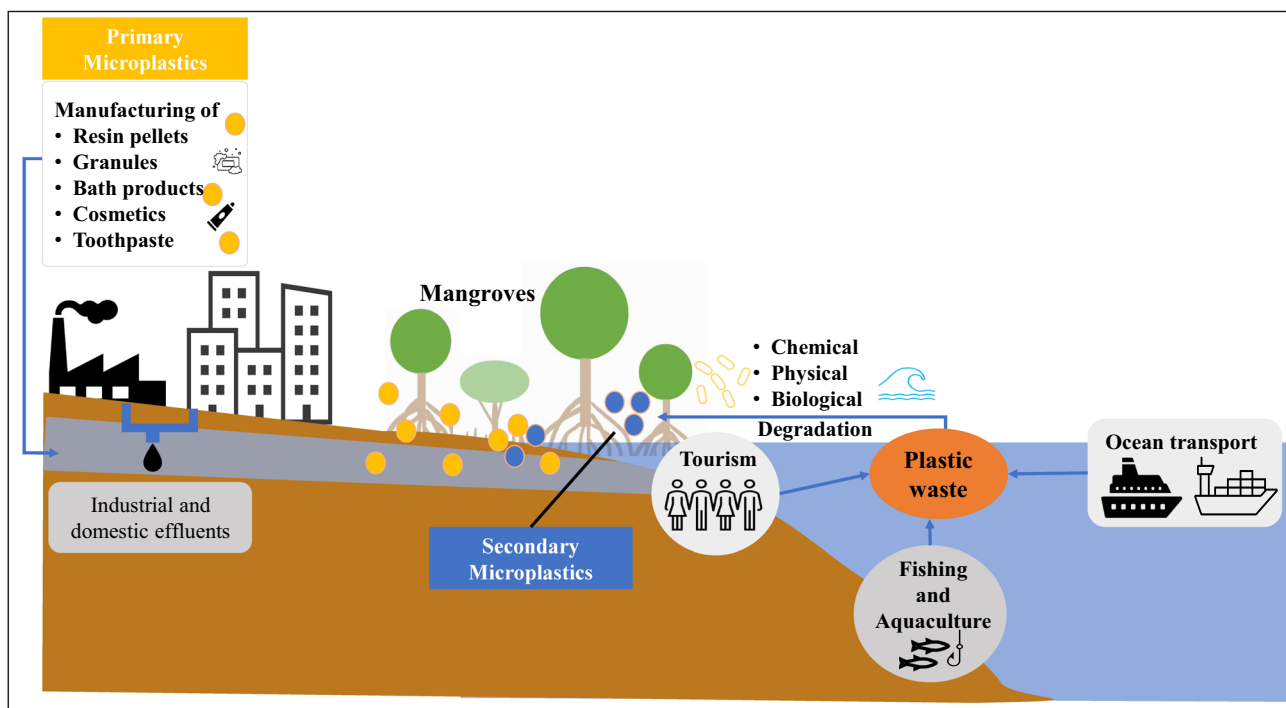 Primary
Microplastics
Manufacturing of
• Resin pellets
• Granules
• Bath products
• Cosmetics
• Toothpaste
Mangroves
• Chemical
• Physical
• Biological
Degradation
Tourism
Plastic
waste
Ocean transport
Industrial and
domestic effluents
Secondary
Microplastics
Fishing
and
Aquaculture